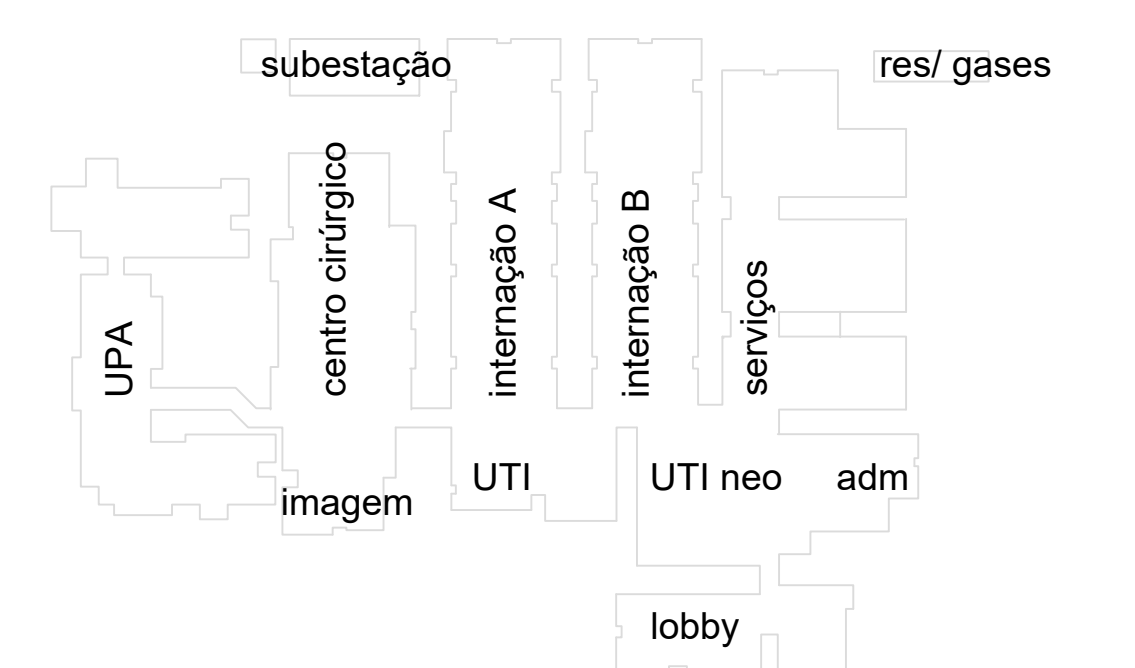 subestação
res/ gases
centro cirúrgico
internação A
internação B
serviços
UPA
UTI
UTI neo
adm
imagem
lobby